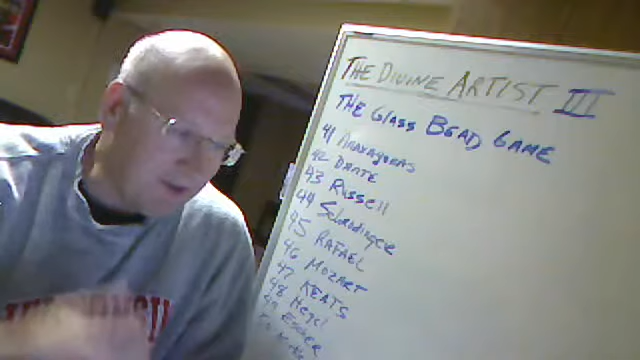 THE DIVINE ARTIST III
THE GLASS BEAD GAME
41 ANAXAGORAS
42 DANTE
43 RUSSELL
44 Schrodinger
45 RAFAEL
46 MOZART
47 KEATS
48 Hegel
49 Escher